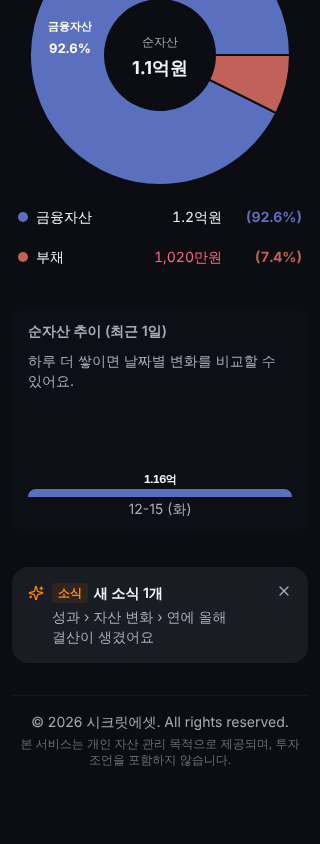 금융자산
92.6%
순자산
1.1억원
금융자산 1.2억원 (92.6%)
부채 1,020만원 (7.4%)
순자산 추이 (최근 1일)
하루 더 쌓이면 날짜별 변화를 비교할 수
있어요.
1.16억
12-15 (화)
소식 새 소식 1개
성과 › 자산 변화 › 연에 올해
결산이 생겼어요
© 2026 시크릿에셋. All rights reserved.
본 서비스는 개인 자산 관리 목적으로 제공되며, 투자
조언을 포함하지 않습니다.